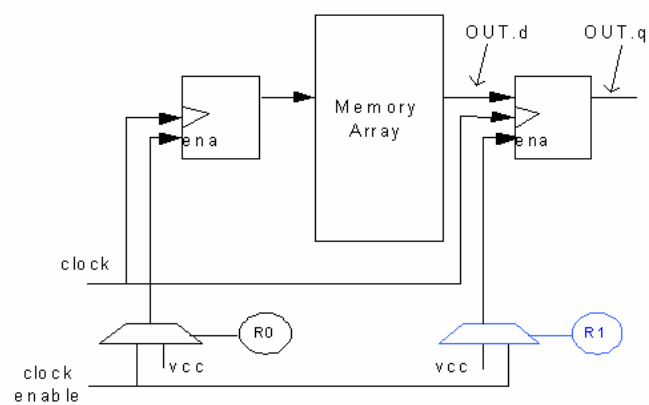 OUT.d
OUT.q
Memory
Array
ena
ena
clock
R0
R1
vcc
vcc
clock
enable